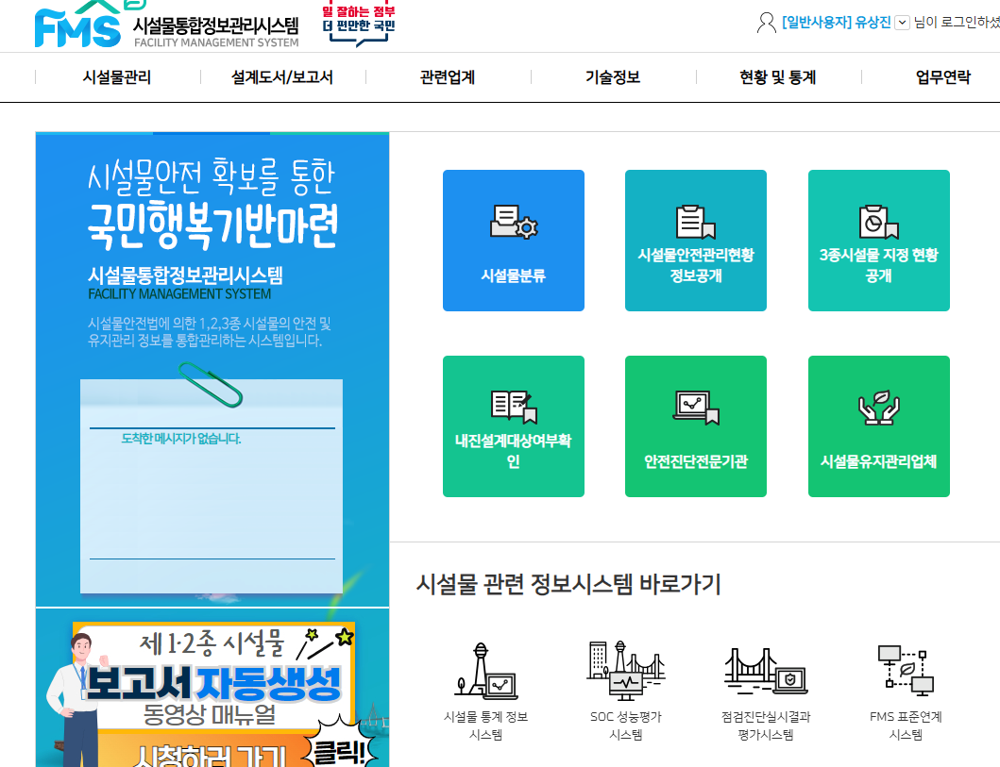 FMS 시설물통합정보관리시스템
FACILITY MANAGEMENT SYSTEM
일 잘하는 정부
더 편안한 국민
[일반사용자] 유상진 님이 로그인하셨
시설물관리
설계도서/보고서
관련업계
기술정보
현황 및 통계
업무연락
시설물안전 확보를 통한
국민행복기반마련
시설물통합정보관리시스템
FACILITY MANAGEMENT SYSTEM
시설물안전법에 의한 1,2,3종 시설물의 안전 및
유지관리 정보를 통합관리하는 시스템입니다.
도착한 메시지가 없습니다.
제 1·2종 시설물
보고서 자동생성
동영상 매뉴얼
신청하러 가기
클릭!
시설물분류
시설물안전관리현황
정보공개
3종시설물 지정 현황
공개
내진설계대상여부확
인
안전진단전문기관
시설물유지관리업체
시설물 관련 정보시스템 바로가기
시설물 통계 정보
시스템
SOC 성능평가
시스템
점검진단실시결과
평가시스템
FMS 표준연계
시스템